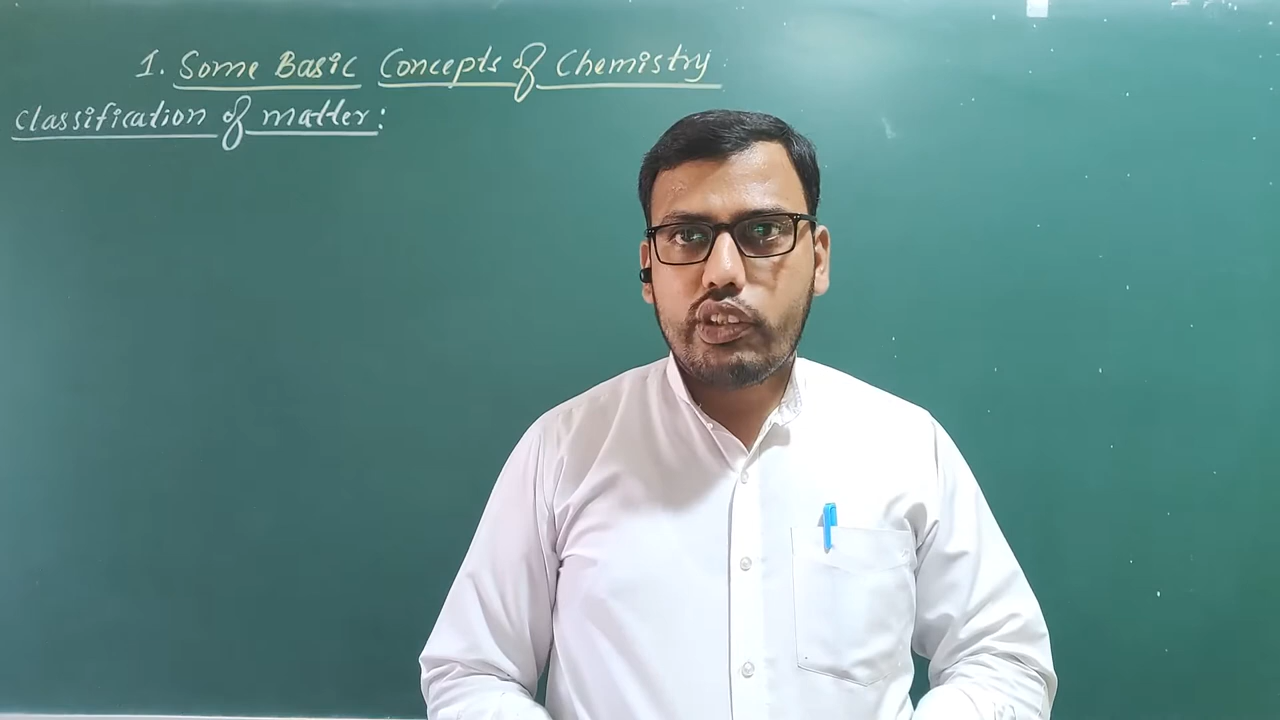 1. Some Basic Concepts of Chemistry
Classification of matter: